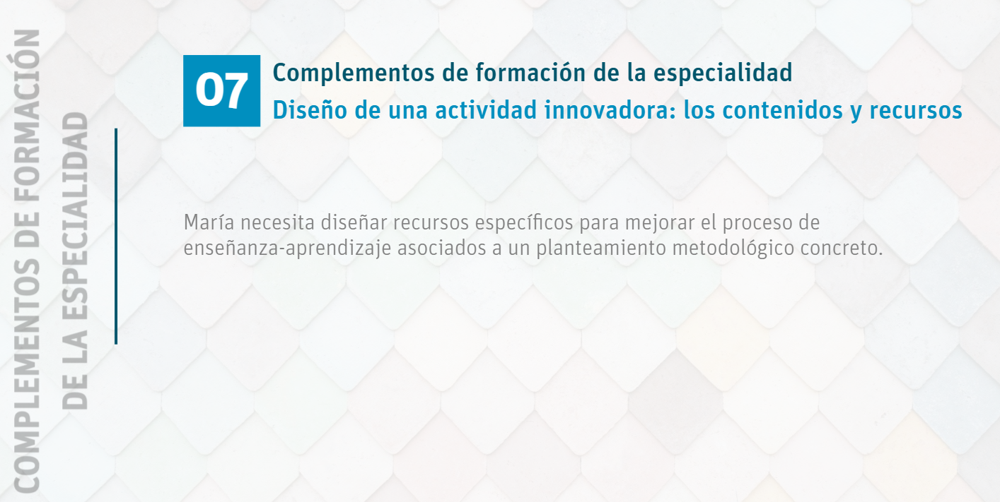 COMPLEMENTOS DE FORMACIÓN
DE LA ESPECIALIDAD
07
Complementos de formación de la especialidad
Diseño de una actividad innovadora: los contenidos y recursos
María necesita diseñar recursos específicos para mejorar el proceso de
enseñanza-aprendizaje asociados a un planteamiento metodológico concreto.